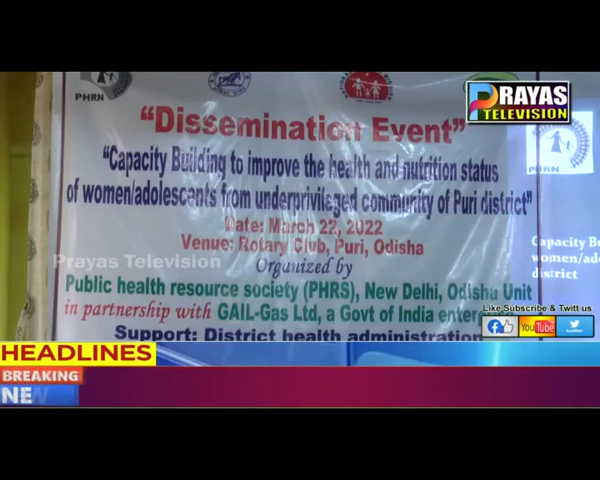 PHRN
PRAYAS
TELEVISION
"Dissemination Event"
"Capacity Building to improve the health and nutrition status
of women/adolescents from underprivileged community of Puri district"
Date: March 22, 2022
Venue: Rotary Club, Puri, Odisha
Organized by
Prayas Television
Public health resource society (PHRS), New Delhi, Odisha Unit
in partnership with GAIL-Gas Ltd, a Govt of India
Support: District health administration
PHRN
Capacity
women/ado
district
Like Subscribe & Twitt us
You Tube
HEADLINES
BREAKING
NEW